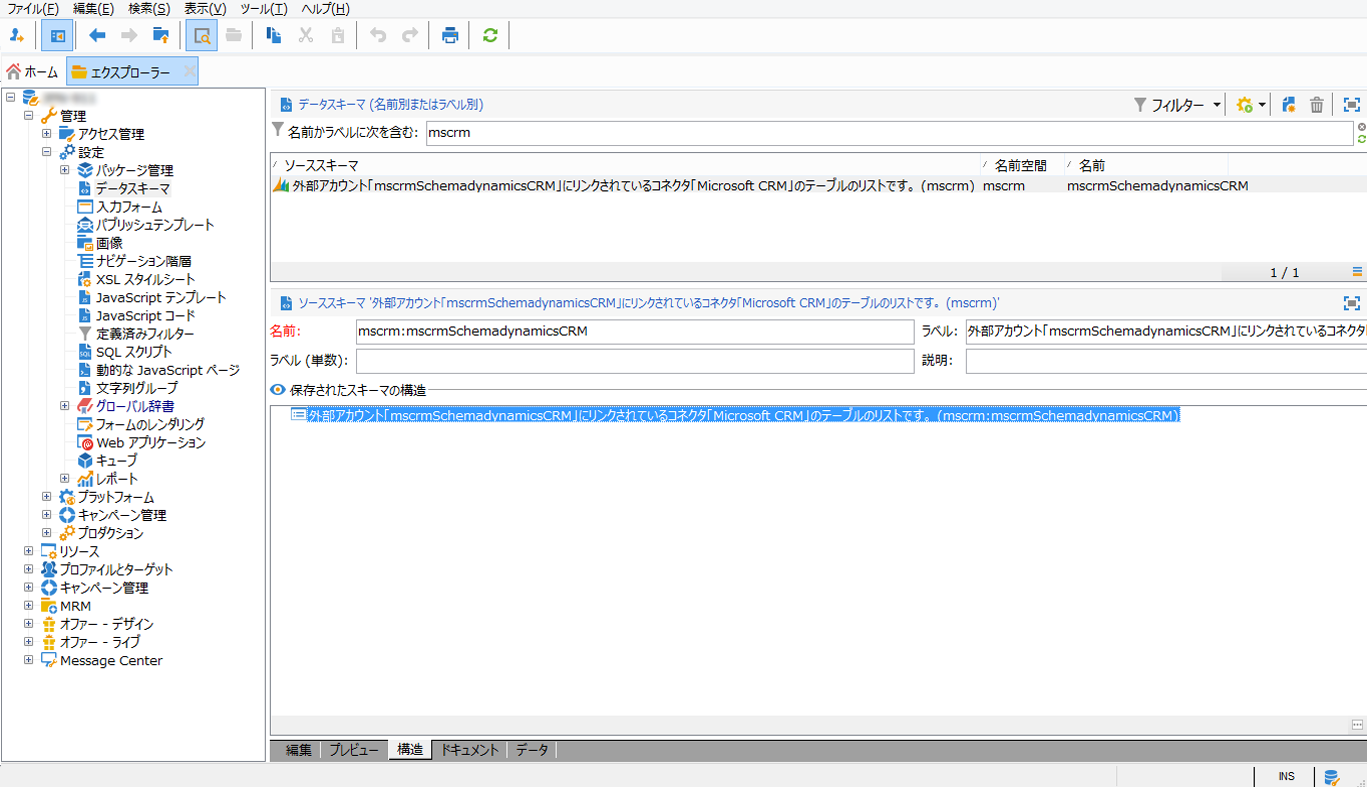 ファイル(F) 編集(E) 検索(S) 表示(V) ツール(T) ヘルプ(H)
ホーム エクスプローラー
管理
アクセス管理
設定
パッケージ管理
データスキーマ
入力フォーム
パブリッシュテンプレート
画像
ナビゲーション階層
XSL スタイルシート
JavaScript テンプレート
JavaScript コード
定義済みフィルター
SQL スクリプト
動的な JavaScript ページ
文字列グループ
グローバル辞書
フォームのレンダリング
Web アプリケーション
キューブ
レポート
プラットフォーム
キャンペーン管理
プロダクション
リソース
プロファイルとターゲット
キャンペーン管理
MRM
オファー - デザイン
オファー - ライブ
Message Center
データスキーマ (名前別またはラベル別) フィルター
名前かラベルに次を含む: mscrm
ソーススキーマ 名前空間 名前
外部アカウント「mscrmSchemadynamicsCRM」にリンクされているコネクタ「Microsoft CRM」のテーブルのリストです。 (mscrm) mscrm mscrmSchemadynamicsCRM
1 / 1
ソーススキーマ '外部アカウント「mscrmSchemadynamicsCRM」にリンクされているコネクタ「Microsoft CRM」のテーブルのリストです。 (mscrm)'
名前: mscrm:mscrmSchemadynamicsCRM ラベル: 外部アカウント「mscrmSchemadynamicsCRM」にリンクされているコネクタ
ラベル (単数): 説明:
保存されたスキーマの構造
外部アカウント「mscrmSchemadynamicsCRM」にリンクされているコネクタ「Microsoft CRM」のテーブルのリストです。 (mscrm:mscrmSchemadynamicsCRM)
編集 プレビュー 構造 ドキュメント データ
INS